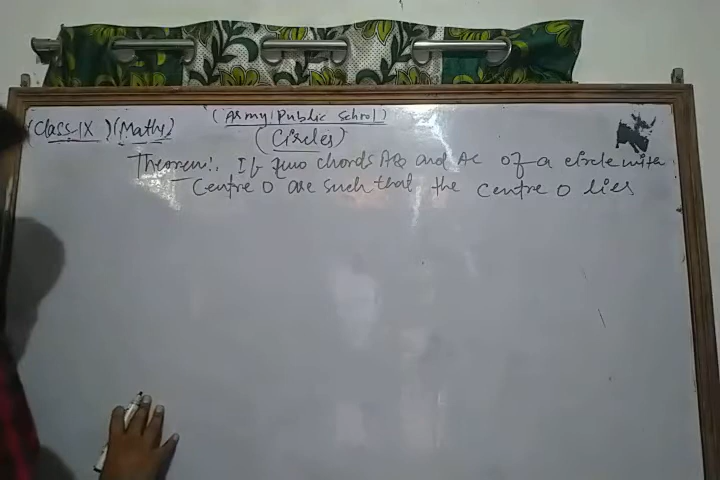 (Army Public School)
(Class-IX) (Maths)
(Circles)
Theorem:. If two chords AB and AC of a circle with
Centre O are such that the centre O lies